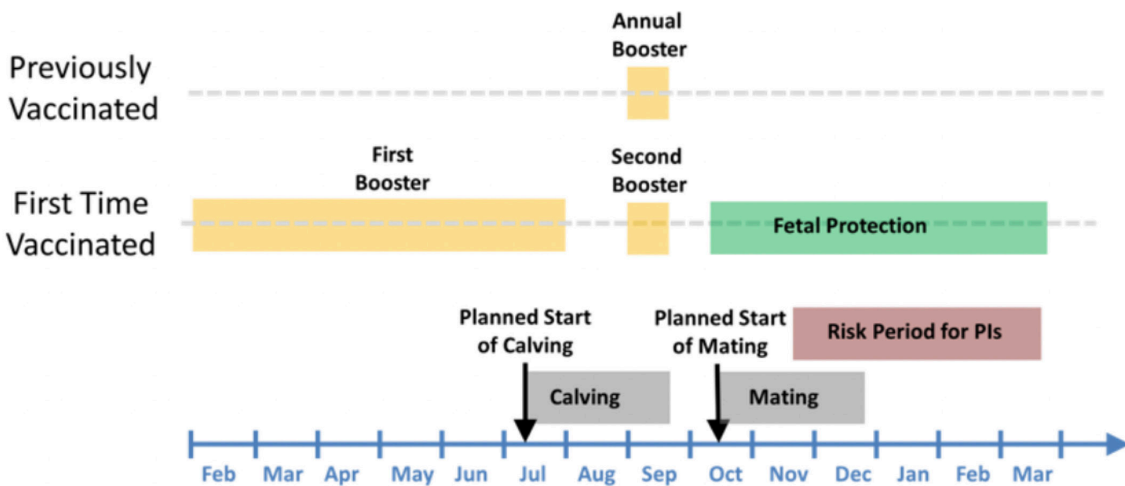 Annual
Booster
Previously
Vaccinated
First
Booster
Second
Booster
First Time
Vaccinated
Fetal Protection
Planned Start
of Calving
Planned Start
of Mating
Risk Period for PIs
Calving
Mating
Feb Mar Apr May Jun Jul Aug Sep Oct Nov Dec Jan Feb Mar